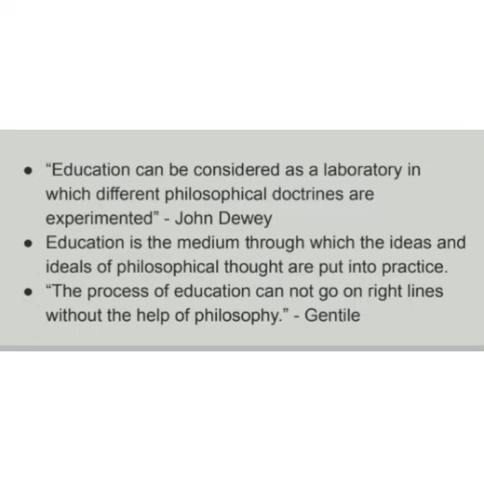 ● “Education can be considered as a laboratory in
which different philosophical doctrines are
experimented” - John Dewey
● Education is the medium through which the ideas and
ideals of philosophical thought are put into practice.
● “The process of education can not go on right lines
without the help of philosophy.” - Gentile